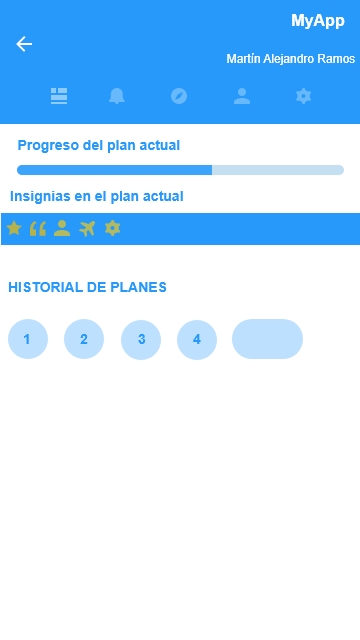 MyApp
Martín Alejandro Ramos
Progreso del plan actual
Insignias en el plan actual
HISTORIAL DE PLANES
1 2 3 4